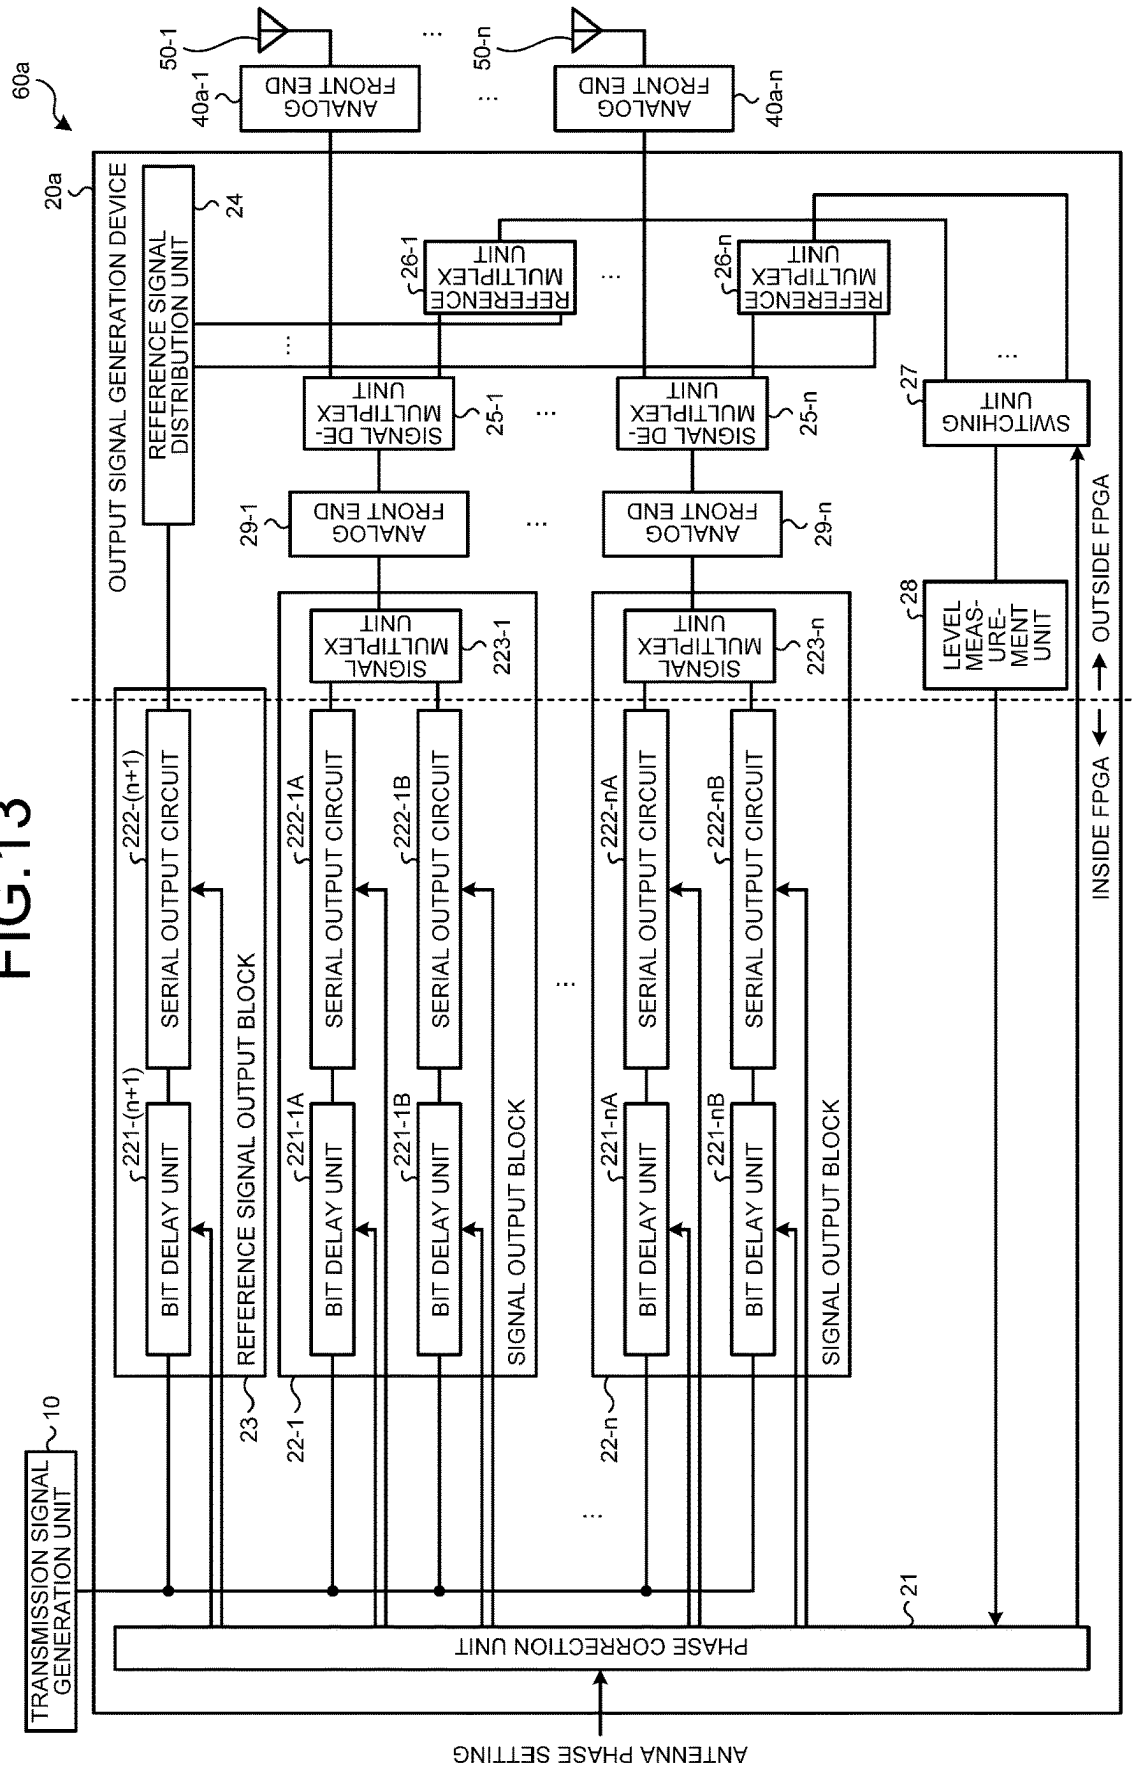 FIG.13
60a
TRANSMISSION SIGNAL
GENERATION UNIT
10
20a
OUTPUT SIGNAL GENERATION DEVICE
ANTENNA PHASE SETTING
PHASE CORRECTION UNIT
21
221-(n+1)
BIT DELAY UNIT
222-(n+1)
SERIAL OUTPUT CIRCUIT
REFERENCE SIGNAL OUTPUT BLOCK
23
REFERENCE SIGNAL
DISTRIBUTION UNIT
24
22-1
221-1A
BIT DELAY UNIT
222-1A
SERIAL OUTPUT CIRCUIT
221-1B
BIT DELAY UNIT
222-1B
SERIAL OUTPUT CIRCUIT
SIGNAL OUTPUT BLOCK
SIGNAL
MULTIPLEX
UNIT
223-1
29-1
ANALOG
FRONT END
SIGNAL DE-
MULTIPLEX
UNIT
25-1
26-1
REFERENCE
MULTIPLEX
UNIT
40a-1
ANALOG
FRONT END
50-1
...
...
...
...
...
...
...
22-n
221-nA
BIT DELAY UNIT
222-nA
SERIAL OUTPUT CIRCUIT
221-nB
BIT DELAY UNIT
222-nB
SERIAL OUTPUT CIRCUIT
SIGNAL OUTPUT BLOCK
SIGNAL
MULTIPLEX
UNIT
223-n
ANALOG
FRONT END
29-n
SIGNAL DE-
MULTIPLEX
UNIT
25-n
26-n
REFERENCE
MULTIPLEX
UNIT
ANALOG
FRONT END
40a-n
50-n
...
...
28
LEVEL
MEAS-
URE-
MENT
UNIT
27
SWITCHING
UNIT
INSIDE FPGA
OUTSIDE FPGA